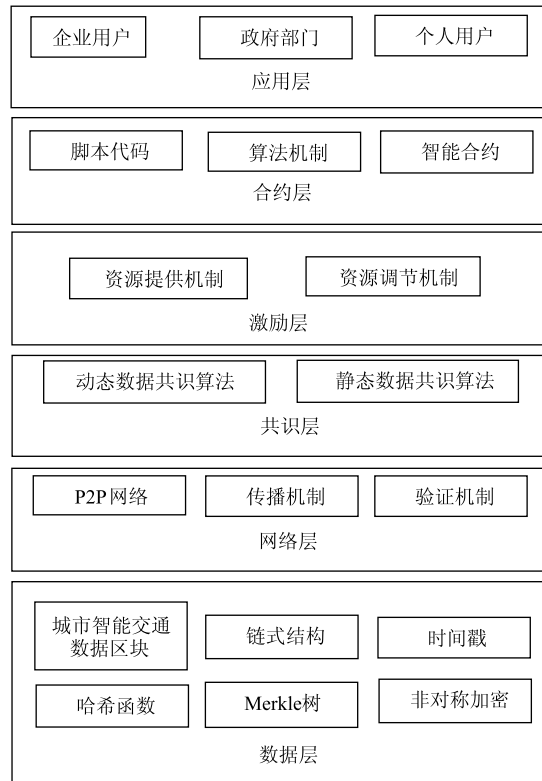 企业用户
政府部门
个人用户
应用层
脚本代码
算法机制
智能合约
合约层
资源提供机制
资源调节机制
激励层
动态数据共识算法
静态数据共识算法
共识层
P2P网络
传播机制
验证机制
网络层
城市智能交通
数据区块
链式结构
时间戳
哈希函数
Merkle树
非对称加密
数据层